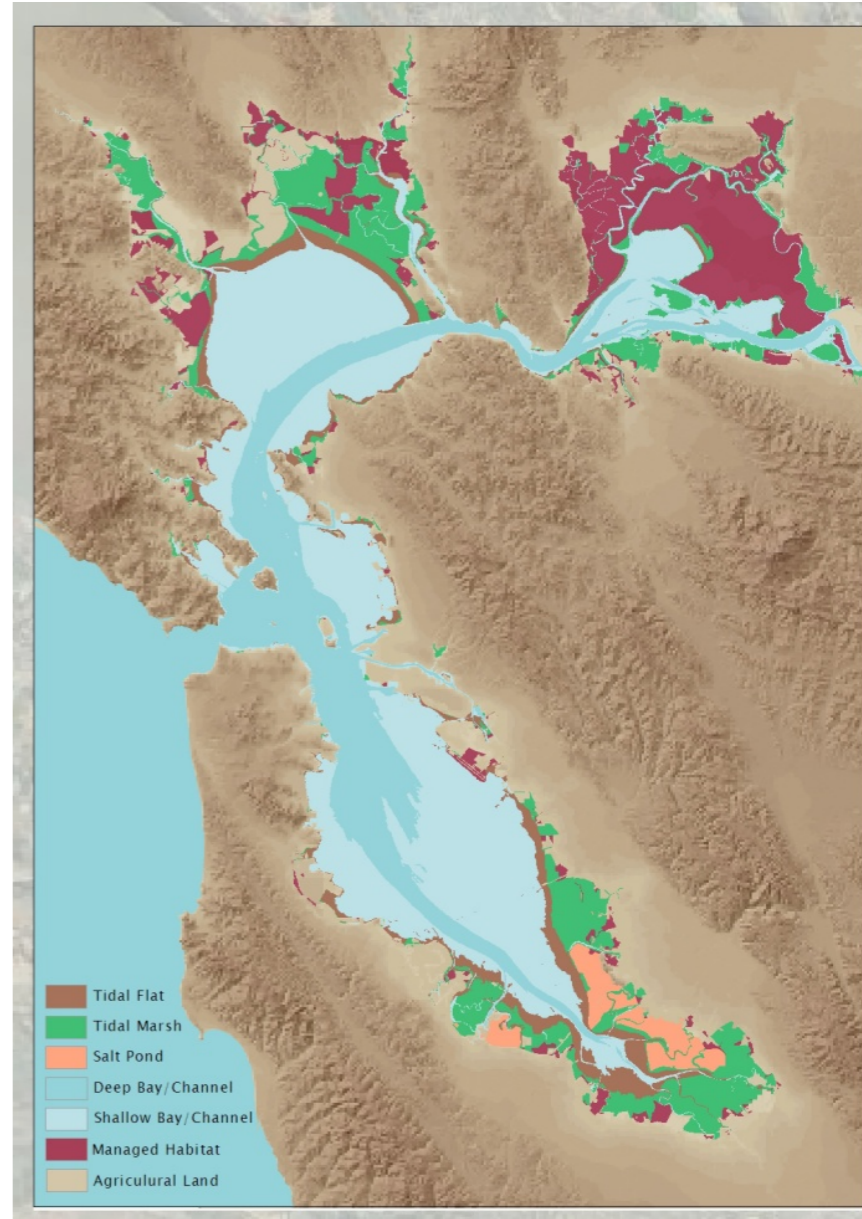 Tidal Flat
Tidal Marsh
Salt Pond
Deep Bay/Channel
Shallow Bay/Channel
Managed Habitat
Agriculural Land